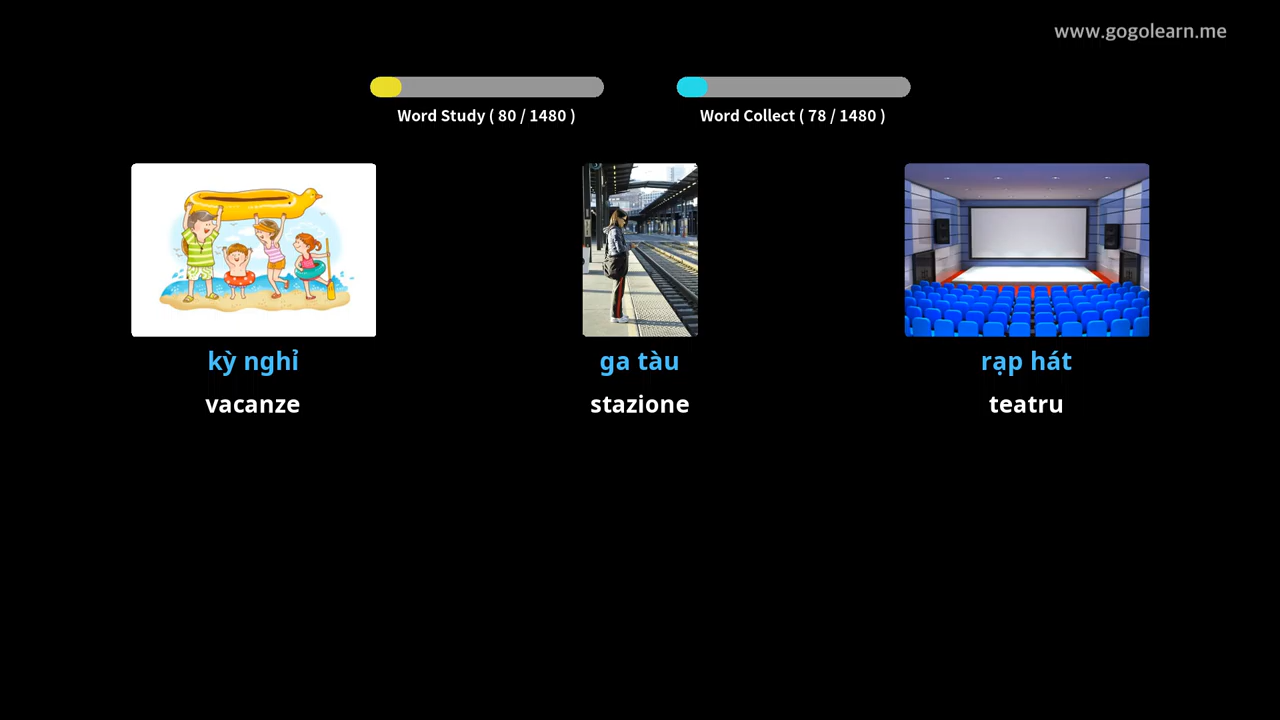 www.gogolearn.me
Word Study ( 80 / 1480 )
Word Collect ( 78 / 1480 )
kỳ nghỉ
ga tàu
rạp hát
vacanze
stazione
teatru